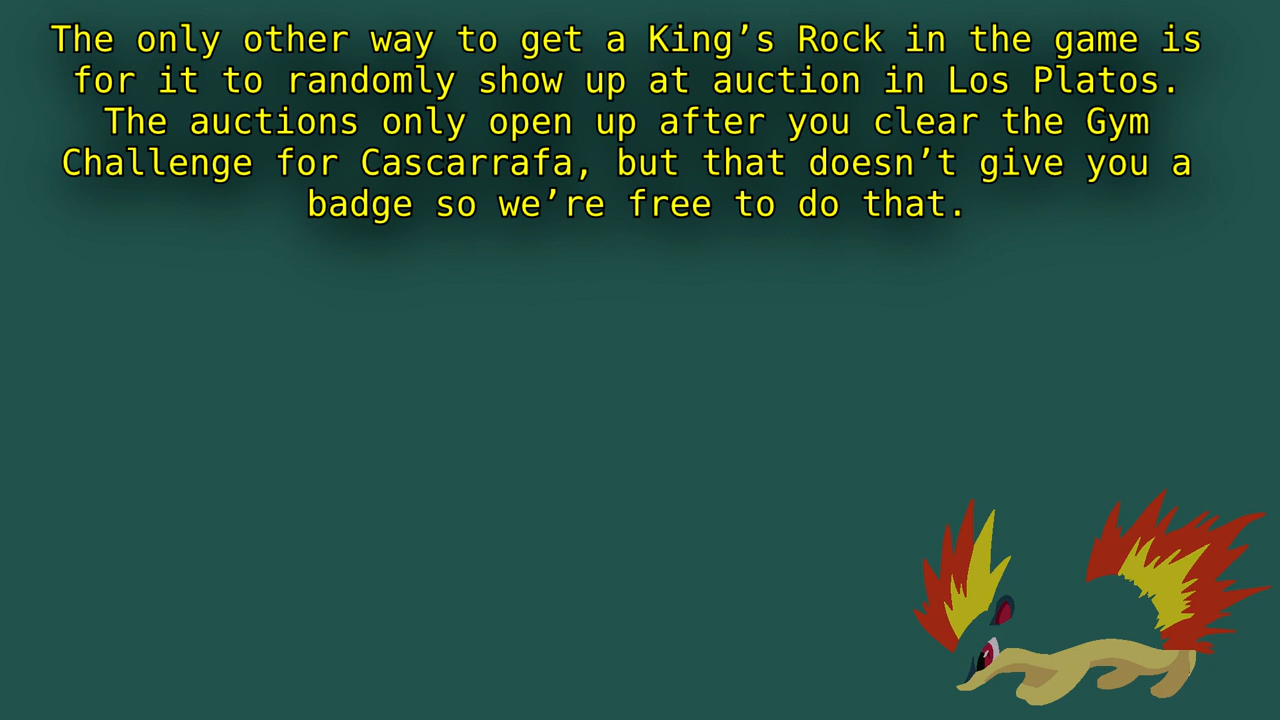 The only other way to get a King’s Rock in the game is
for it to randomly show up at auction in Los Platos.
The auctions only open up after you clear the Gym
Challenge for Cascarrafa, but that doesn’t give you a
badge so we’re free to do that.